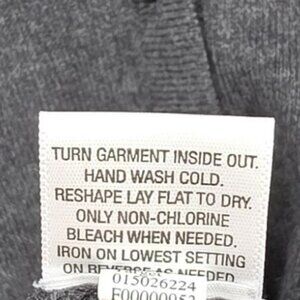 TURN GARMENT INSIDE OUT.
HAND WASH COLD.
RESHAPE LAY FLAT TO DRY.
ONLY NON-CHLORINE
BLEACH WHEN NEEDED.
IRON ON LOWEST SETTING
ON REVERSE AS NEEDED
015026224
F00000952